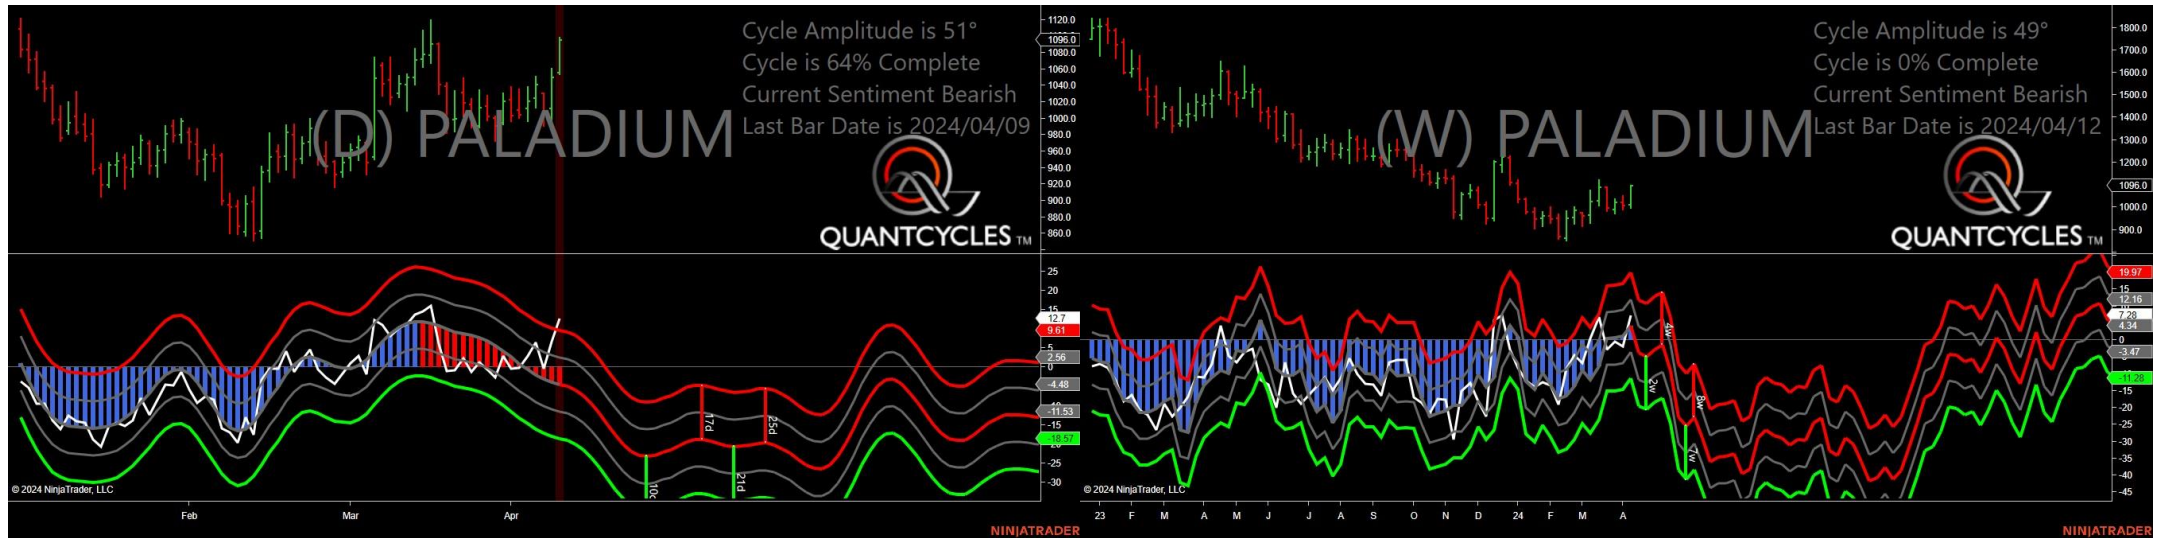 Cycle Amplitude is 51°
Cycle is 64% Complete
Current Sentiment Bearish
Last Bar Date is 2024/04/09
(D) PALADIUM
QUANTCYCLES TM
1120.0
1096.0
1080.0
1060.0
1040.0
1020.0
1000.0
980.0
960.0
940.0
920.0
900.0
880.0
860.0
25
20
15
12.7
9.61
5
2.56
0
-4.48
-11.53
-15
-18.57
-25
-30
17d
25d
10d
21d
© 2024 NinjaTrader, LLC
Feb
Mar
Apr
NINJATRADER
Cycle Amplitude is 49°
Cycle is 0% Complete
Current Sentiment Bearish
Last Bar Date is 2024/04/12
(W) PALADIUM
QUANTCYCLES TM
1800.0
1700.0
1600.0
1500.0
1400.0
1300.0
1200.0
1096.0
1000.0
900.0
19.97
15
12.16
7.28
4.34
0
-3.47
-11.28
-15
-20
-25
-30
-35
-40
-45
4w
2w
8w
7w
© 2024 NinjaTrader, LLC
23 F M A M J J A S O N D 24 F M A
NINJATRADER